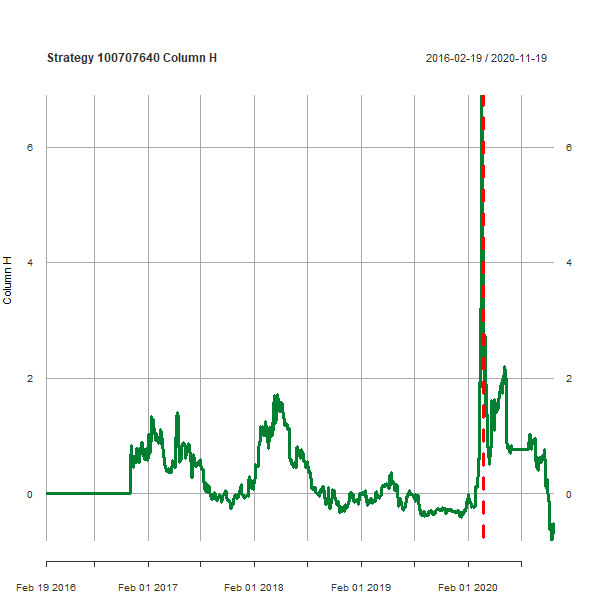 Strategy 100707640 Column H
2016-02-19 / 2020-11-19
6 6
4 4
2 2
0 0
Column H
Feb 19 2016 Feb 01 2017 Feb 01 2018 Feb 01 2019 Feb 01 2020